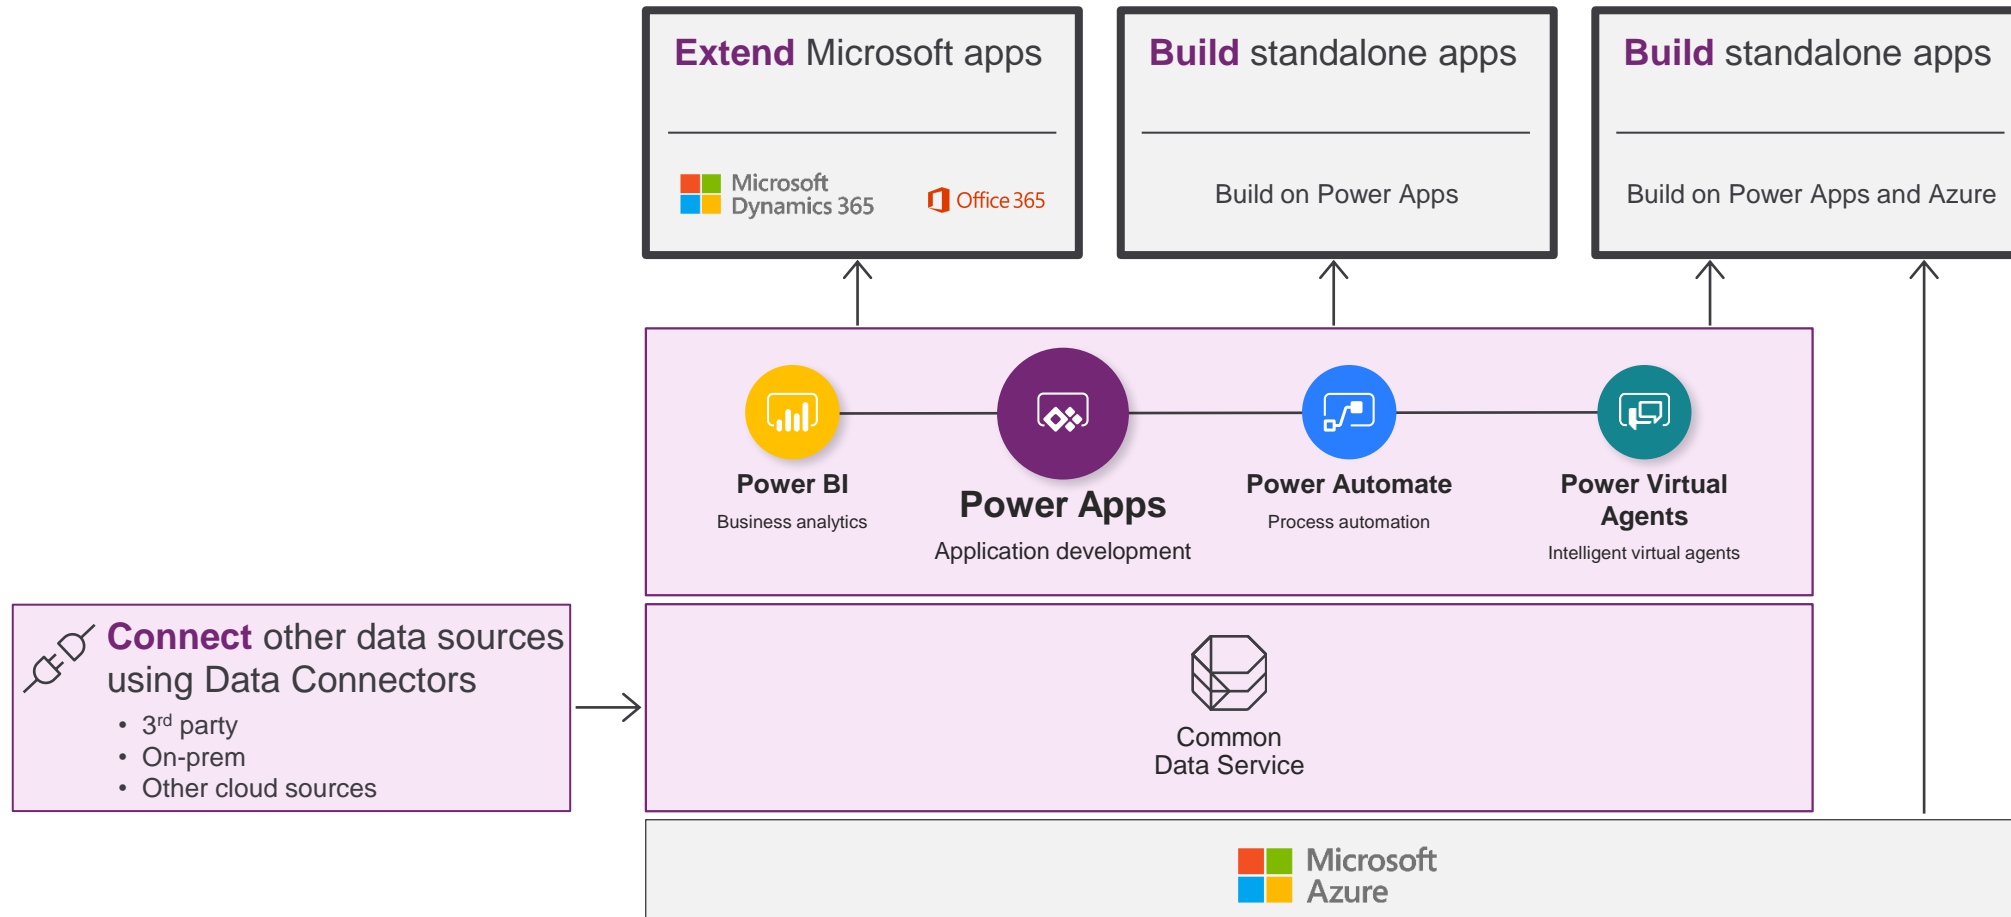 Extend Microsoft apps
Microsoft
Dynamics 365
Office 365
Build standalone apps
Build on Power Apps
Build standalone apps
Build on Power Apps and Azure
Power BI
Business analytics
Power Apps
Application development
Power Automate
Process automation
Power Virtual
Agents
Intelligent virtual agents
Connect other data sources
using Data Connectors
• 3rd party
• On-prem
• Other cloud sources
Common
Data Service
Microsoft
Azure